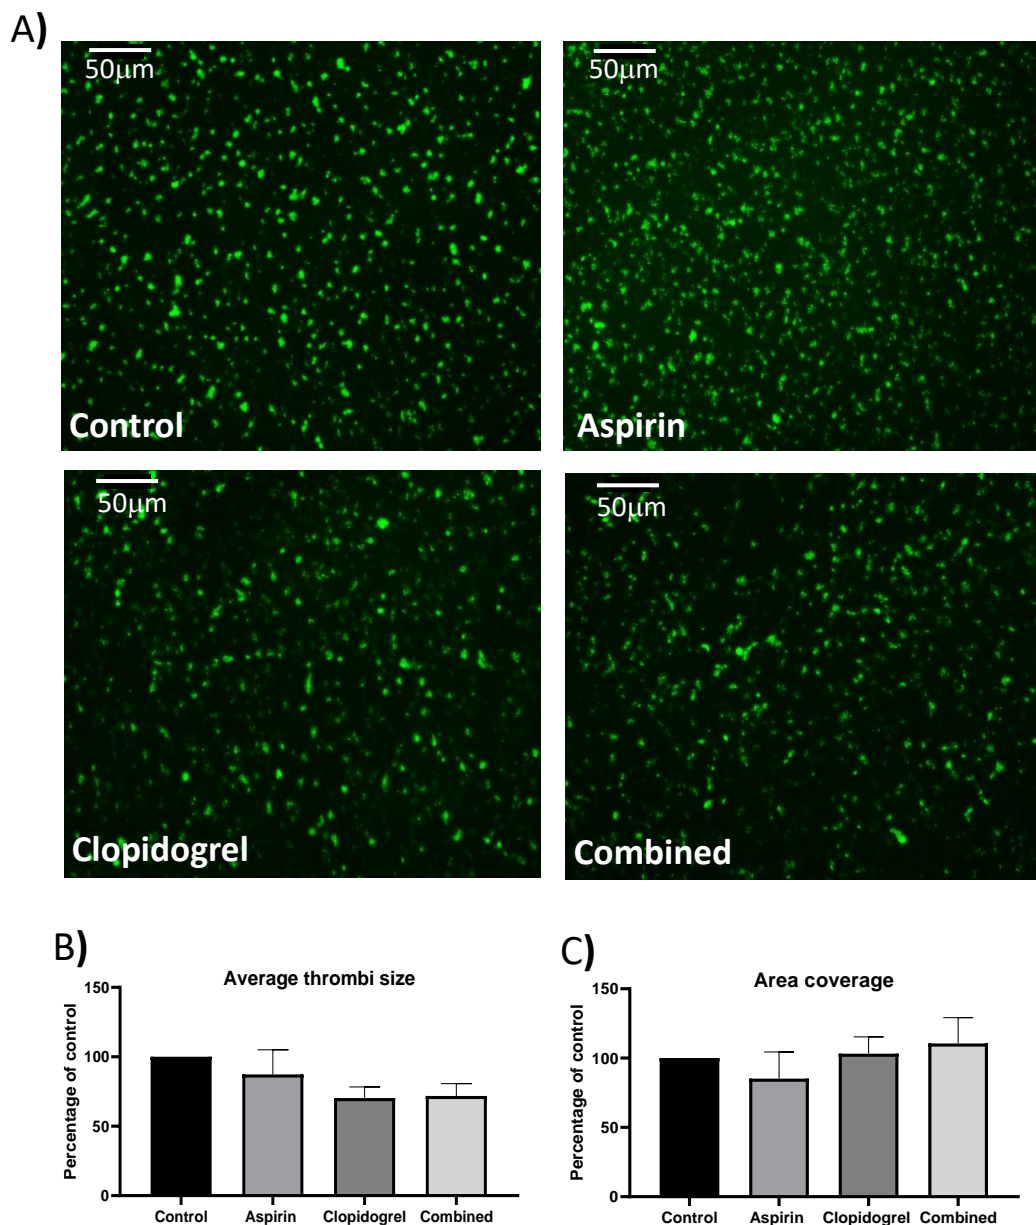 A)
50μm
50μm
Control
Aspirin
50μm
50μm
Clopidogrel
Combined
B)
Average thrombi size
Percentage of control
150
100
50
0
Control Aspirin Clopidogrel Combined
C)
Area coverage
Percentage of control
150
100
50
0
Control Aspirin Clopidogrel Combined